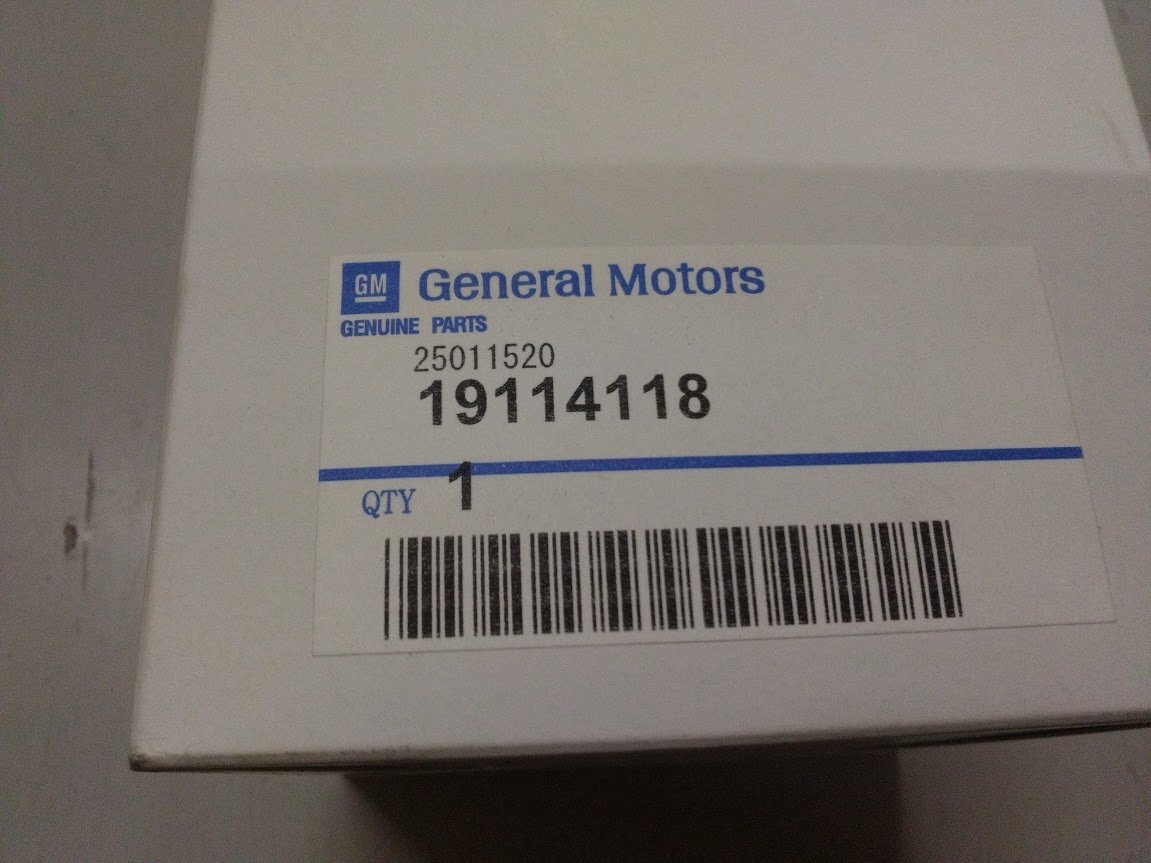 GM General Motors
GENUINE PARTS
25011520
19114118
QTY 1